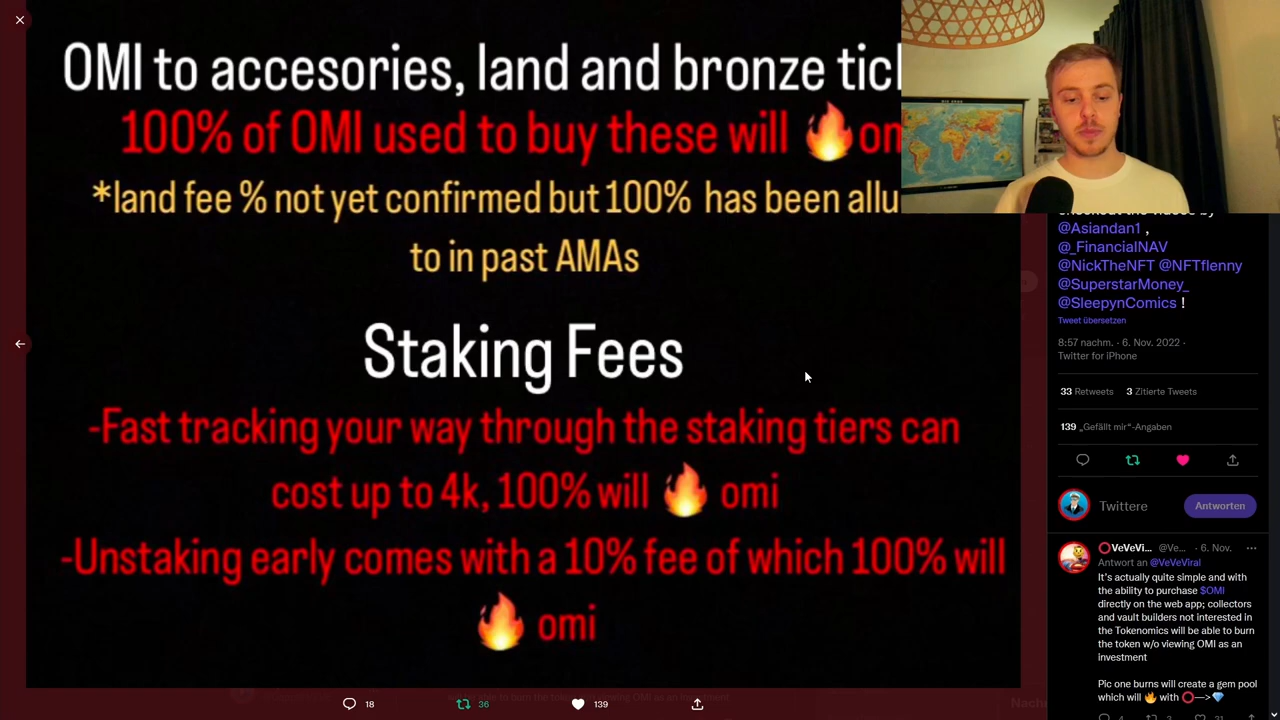 OMI to accesories, land and bronze
100% of OMI used to buy these will 🔥
*land fee % not yet confirmed but 100% has been
to in past AMAs
Staking Fees
-Fast tracking your way through the staking tiers can
cost up to 4k, 100% will 🔥 omi
-Unstaking early comes with a 10% fee of which 100% will
🔥 omi
@Asiandan1 ,
@_FinancialNAV
@NickTheNFT @NFTflenny
@SuperstarMoney_
@SleepynComics !
Tweet übersetzen
8:57 nachm. · 6. Nov. 2022 ·
Twitter for iPhone
33 Retweets 3 Zitierte Tweets
139 „Gefällt mir“-Angaben
Twittere Antworten
⭕VeVeVi... @Ve... · 6. Nov.
Antwort an @VeVeViral
It's actually quite simple and with
the ability to purchase $OMI
directly on the web app; collectors
and vault builders not interested in
the Tokenomics will be able to burn
the token w/o viewing OMI as an
investment
Pic one burns will create a gem pool
which will 🔥 with ⭕—>💎
18 36 139